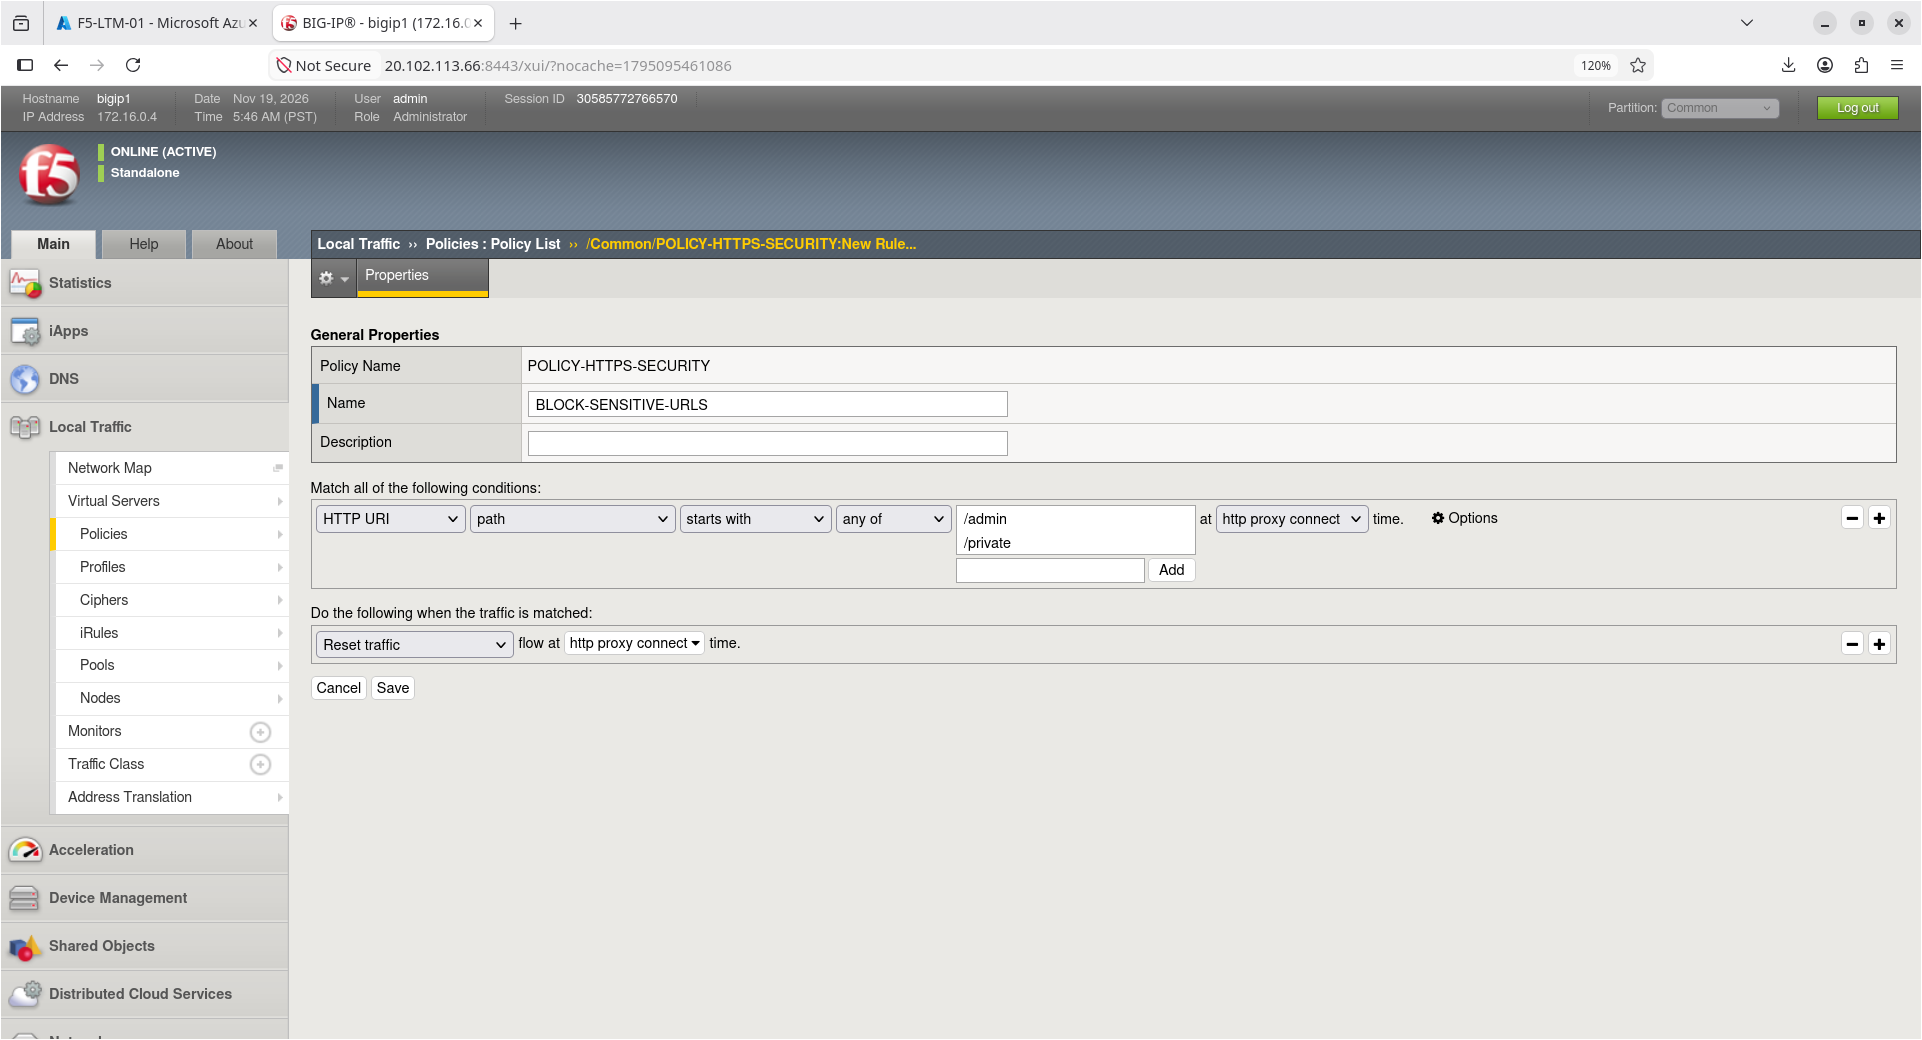 F5-LTM-01 - Microsoft Azu
BIG-IP® - bigip1 (172.16.0
Not Secure 20.102.113.66:8443/xui/?nocache=1795095461086 120%
Hostname bigip1 Date Nov 19, 2026 User admin Session ID 30585772766570
IP Address 172.16.0.4 Time 5:46 AM (PST) Role Administrator
Partition: Common Log out
f5 ONLINE (ACTIVE)
Standalone
Main Help About
Local Traffic ›› Policies : Policy List ›› /Common/POLICY-HTTPS-SECURITY:New Rule...
Properties
Statistics
iApps
DNS
Local Traffic
Network Map
Virtual Servers
Policies
Profiles
Ciphers
iRules
Pools
Nodes
Monitors
Traffic Class
Address Translation
Acceleration
Device Management
Shared Objects
Distributed Cloud Services
General Properties
Policy Name POLICY-HTTPS-SECURITY
Name BLOCK-SENSITIVE-URLS
Description
Match all of the following conditions:
HTTP URI path starts with any of /admin at http proxy connect time. Options
/private
Add
Do the following when the traffic is matched:
Reset traffic flow at http proxy connect time.
Cancel Save